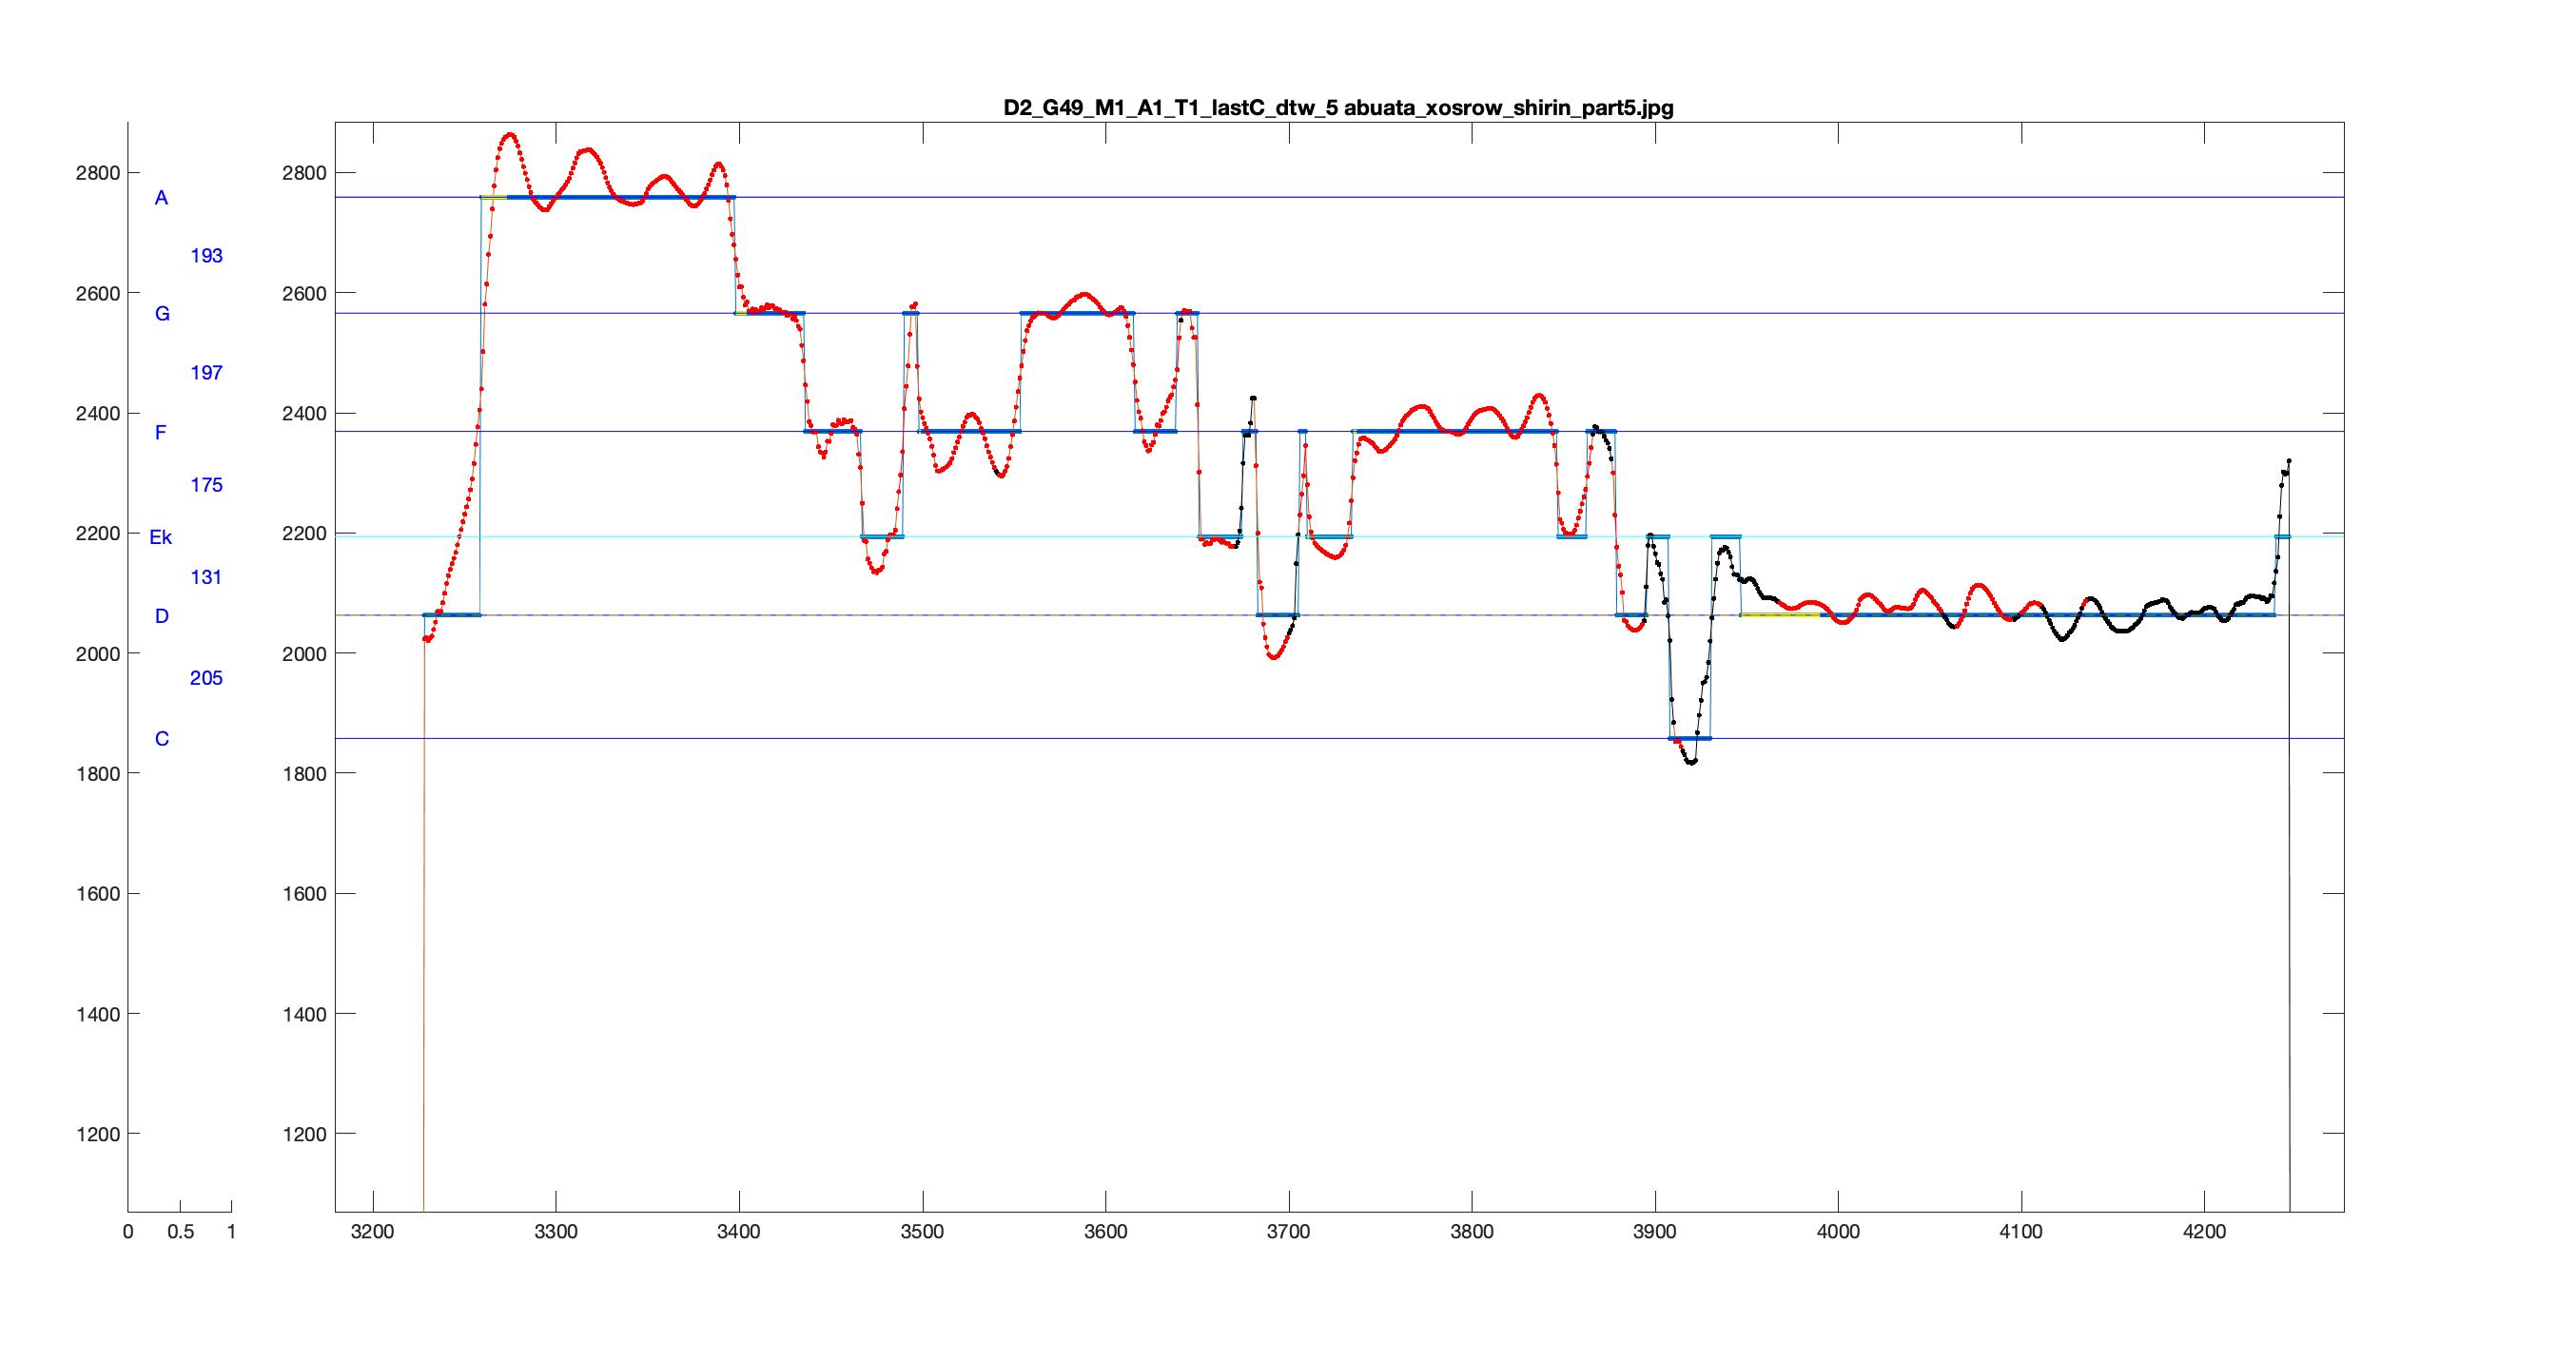 D2_G49_M1_A1_T1_lastC_dtw_5 abuata_xosrow_shirin_part5.jpg
2800 2800
A
193
2600 2600
G
197
2400 2400
F
175
2200 2200
Ek
131
D
2000 2000
205
C
1800 1800
1600 1600
1400 1400
1200 1200
0 0.5 1 3200 3300 3400 3500 3600 3700 3800 3900 4000 4100 4200